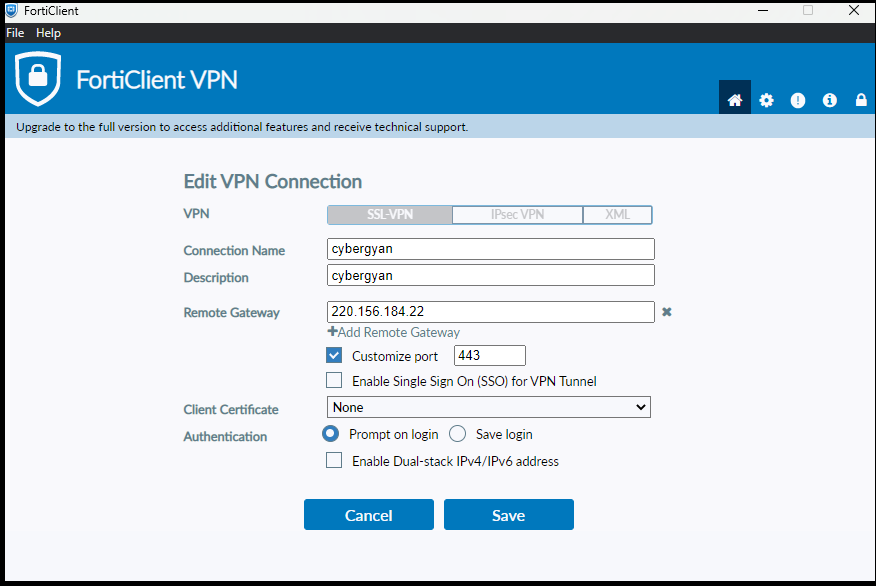 FortiClient
File Help
FortiClient VPN
Upgrade to the full version to access additional features and receive technical support.
Edit VPN Connection
VPN SSL-VPN IPsec VPN XML
Connection Name cybergyan
Description cybergyan
Remote Gateway 220.156.184.22
+Add Remote Gateway
Customize port 443
Enable Single Sign On (SSO) for VPN Tunnel
Client Certificate None
Authentication Prompt on login Save login
Enable Dual-stack IPv4/IPv6 address
Cancel Save